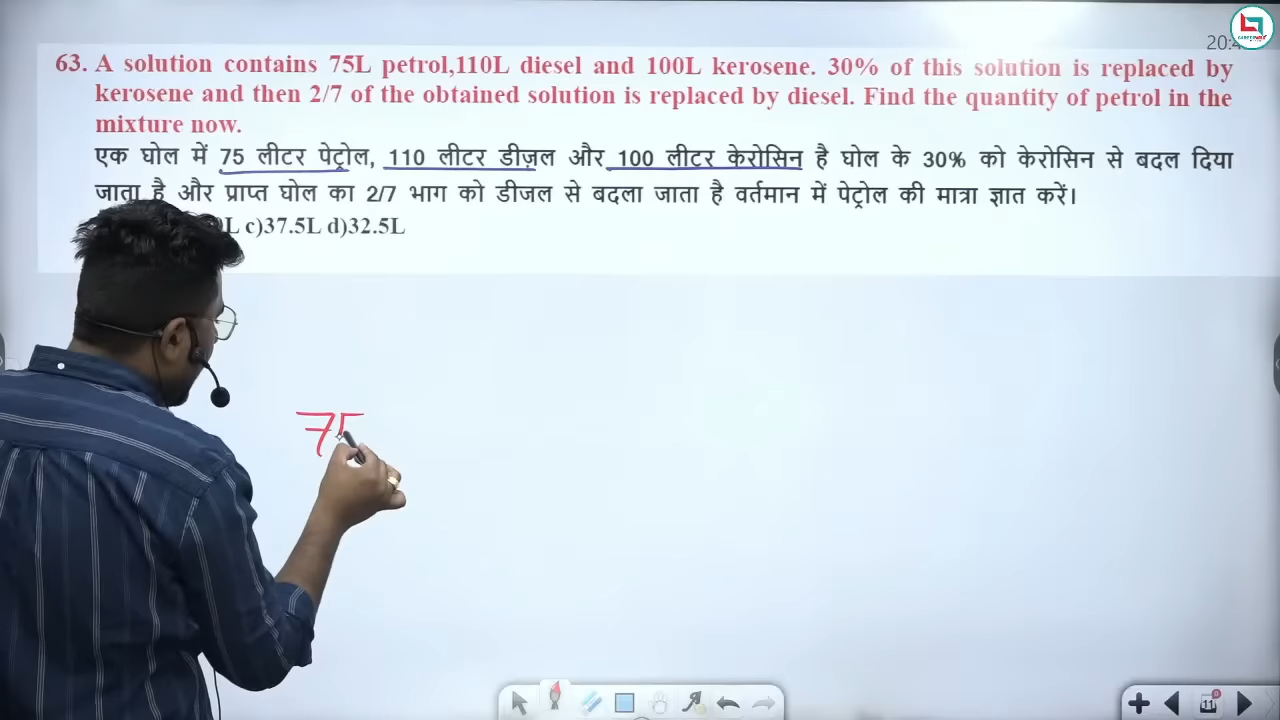 20:4
63. A solution contains 75L petrol,110L diesel and 100L kerosene. 30% of this solution is replaced by
kerosene and then 2/7 of the obtained solution is replaced by diesel. Find the quantity of petrol in the
mixture now.
एक घोल में 75 लीटर पेट्रोल, 110 लीटर डीज़ल और 100 लीटर केरोसिन है घोल के 30% को केरोसिन से बदल दिया
जाता है और प्राप्त घोल का 2/7 भाग को डीजल से बदला जाता है वर्तमान में पेट्रोल की मात्रा ज्ञात करें।
L c)37.5L d)32.5L
75